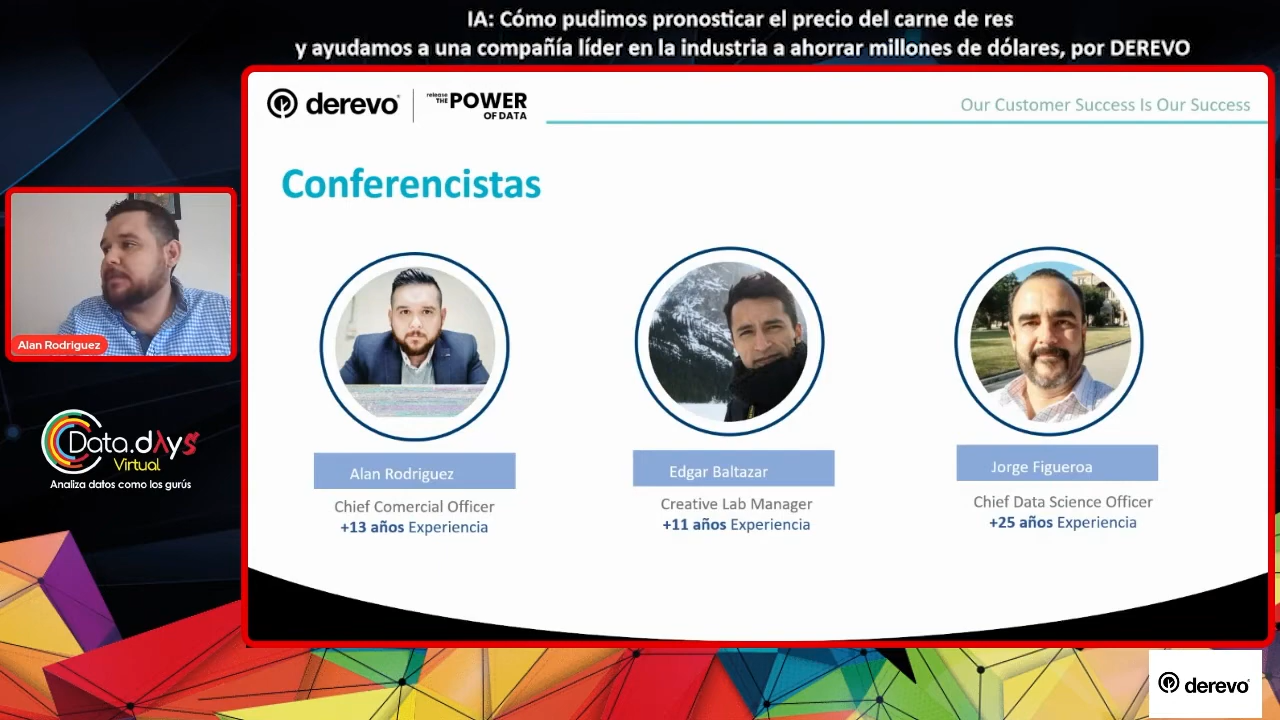 IA: Cómo pudimos pronosticar el precio del carne de res
y ayudamos a una compañía líder en la industria a ahorrar millones de dólares, por DEREVO
derevo
release
THE POWER
OF DATA
Our Customer Success Is Our Success
Conferencistas
Alan Rodriguez
Alan Rodriguez
Chief Comercial Officer
+13 años Experiencia
Edgar Baltazar
Creative Lab Manager
+11 años Experiencia
Jorge Figueroa
Chief Data Science Officer
+25 años Experiencia
Data.dAys
Virtual
Analiza datos como los gurús
derevo